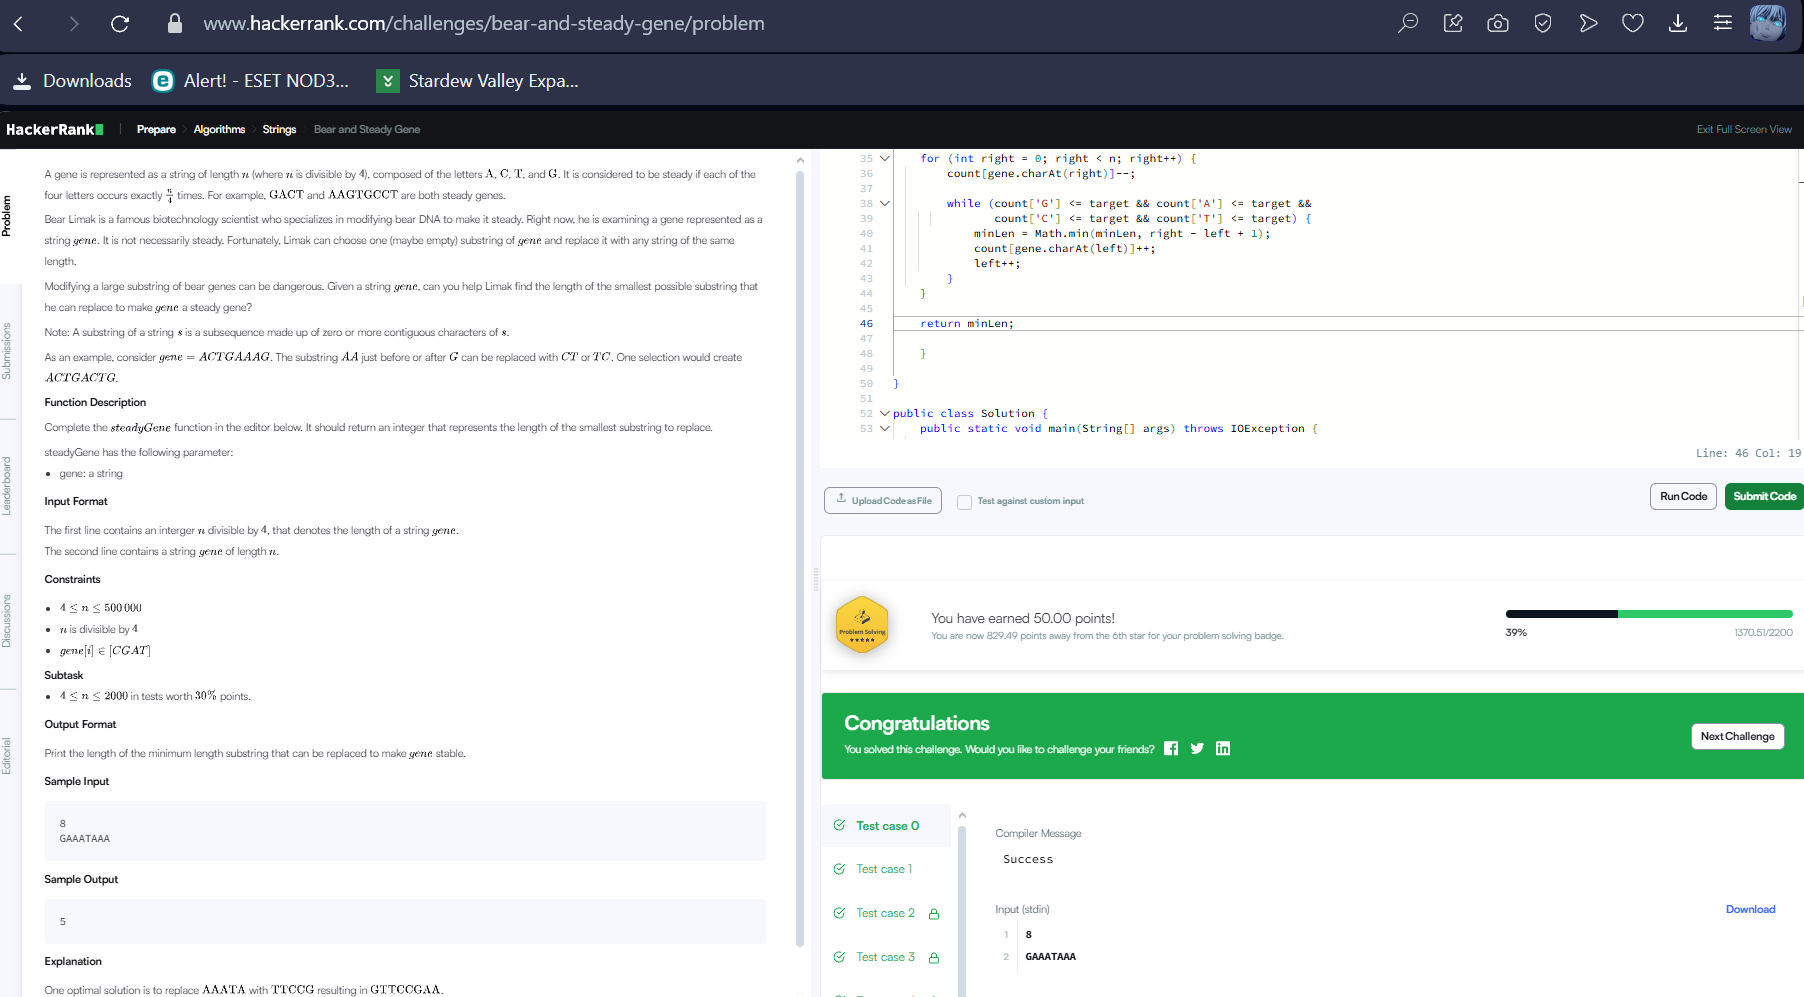 www.hackerrank.com/challenges/bear-and-steady-gene/problem
Downloads
Alert! - ESET NOD3...
Stardew Valley Expa...
HackerRank
Prepare
Algorithms
Strings
Bear and Steady Gene
Exit Full Screen View
Problem
Submissions
Leaderboard
Discussions
Editorial
A gene is represented as a string of length n (where n is divisible by 4), composed of the letters A, C, T, and G. It is considered to be steady if each of the
four letters occurs exactly n/4 times. For example, GACT and AAGTGCCT are both steady genes.
Bear Limak is a famous biotechnology scientist who specializes in modifying bear DNA to make it steady. Right now, he is examining a gene represented as a
string gene. It is not necessarily steady. Fortunately, Limak can choose one (maybe empty) substring of gene and replace it with any string of the same
length.
Modifying a large substring of bear genes can be dangerous. Given a string gene, can you help Limak find the length of the smallest possible substring that
he can replace to make gene a steady gene?
Note: A substring of a string s is a subsequence made up of zero or more contiguous characters of s.
As an example, consider gene = ACTGAAAG. The substring AA just before or after G can be replaced with CT or TC. One selection would create
ACTGACTG.
Function Description
Complete the steadyGene function in the editor below. It should return an integer that represents the length of the smallest substring to replace.
steadyGene has the following parameter:
• gene: a string
Input Format
The first line contains an interger n divisible by 4, that denotes the length of a string gene.
The second line contains a string gene of length n.
Constraints
• 4 ≤ n ≤ 500 000
• n is divisible by 4
• gene[i] ∈ [CGAT]
Subtask
• 4 ≤ n ≤ 2000 in tests worth 30% points.
Output Format
Print the length of the minimum length substring that can be replaced to make gene stable.
Sample Input
8
GAAATAAA
Sample Output
5
Explanation
One optimal solution is to replace AAATA with TTCCG resulting in GTTCCGAA.
35 for (int right = 0; right < n; right++) {
36 count[gene.charAt(right)]--;
37
38 while (count['G'] <= target && count['A'] <= target &&
39 count['C'] <= target && count['T'] <= target) {
40 minLen = Math.min(minLen, right - left + 1);
41 count[gene.charAt(left)]++;
42 left++;
43 }
44 }
45
46 return minLen;
47
48 }
49
50 }
51
52 public class Solution {
53 public static void main(String[] args) throws IOException {
Line: 46 Col: 19
Upload Code as File
Test against custom input
Run Code
Submit Code
Problem Solving
You have earned 50.00 points!
You are now 829.49 points away from the 6th star for your problem solving badge.
39%
1370.51/2200
Congratulations
You solved this challenge. Would you like to challenge your friends?
Next Challenge
Test case 0
Test case 1
Test case 2
Test case 3
Compiler Message
Success
Input (stdin)
Download
1 8
2 GAAATAAA